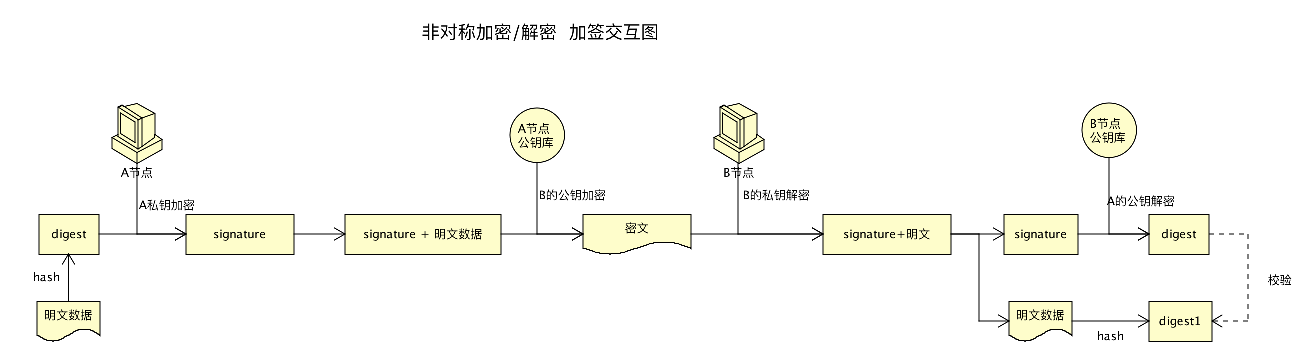 非对称加密/解密 加签交互图
A节点
公钥库
B节点
公钥库
A节点
B节点
A私钥加密
B的公钥加密
B的私钥解密
A的公钥解密
digest
signature
signature + 明文数据
密文
signature+明文
signature
digest
hash
校验
明文数据
明文数据
digest1
hash